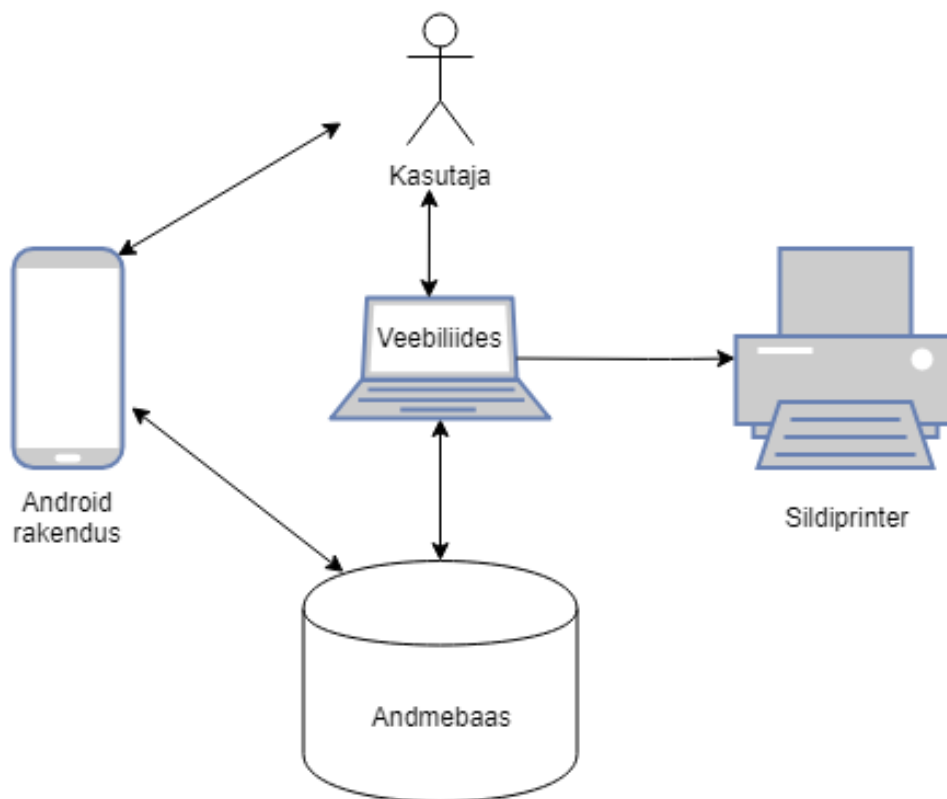 Kasutaja
Veebiliides
Android
rakendus
Sildiprinter
Andmebaas